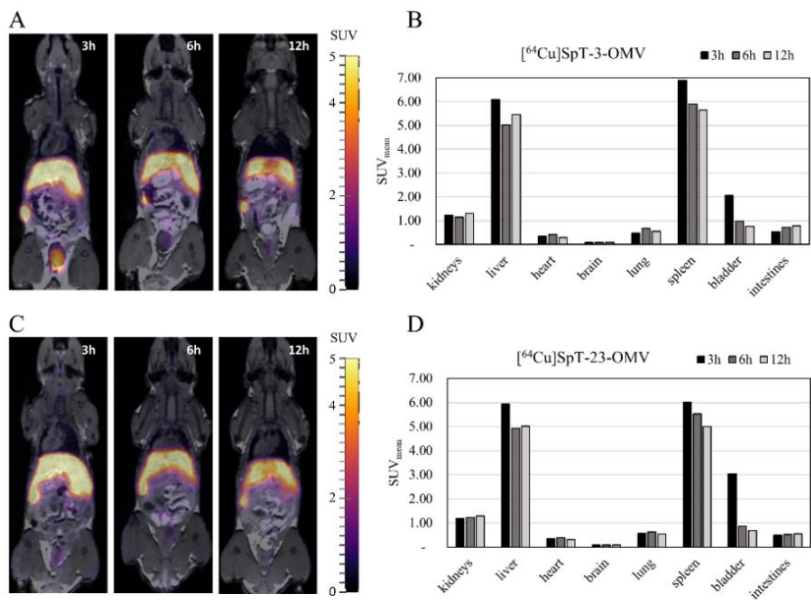 A
3h
6h
12h
SUV
5
4
2
1
0
B
[⁶⁴Cu]SpT-3-OMV
3h
6h
12h
SUVmean
7.00
6.00
5.00
4.00
3.00
2.00
1.00
-
kidneys
liver
heart
brain
lung
spleen
bladder
intestines
C
3h
6h
12h
SUV
5
4
2
1
0
D
[⁶⁴Cu]SpT-23-OMV
3h
6h
12h
SUVmean
7.00
6.00
5.00
4.00
3.00
2.00
1.00
-
kidneys
liver
heart
brain
lung
spleen
bladder
intestines